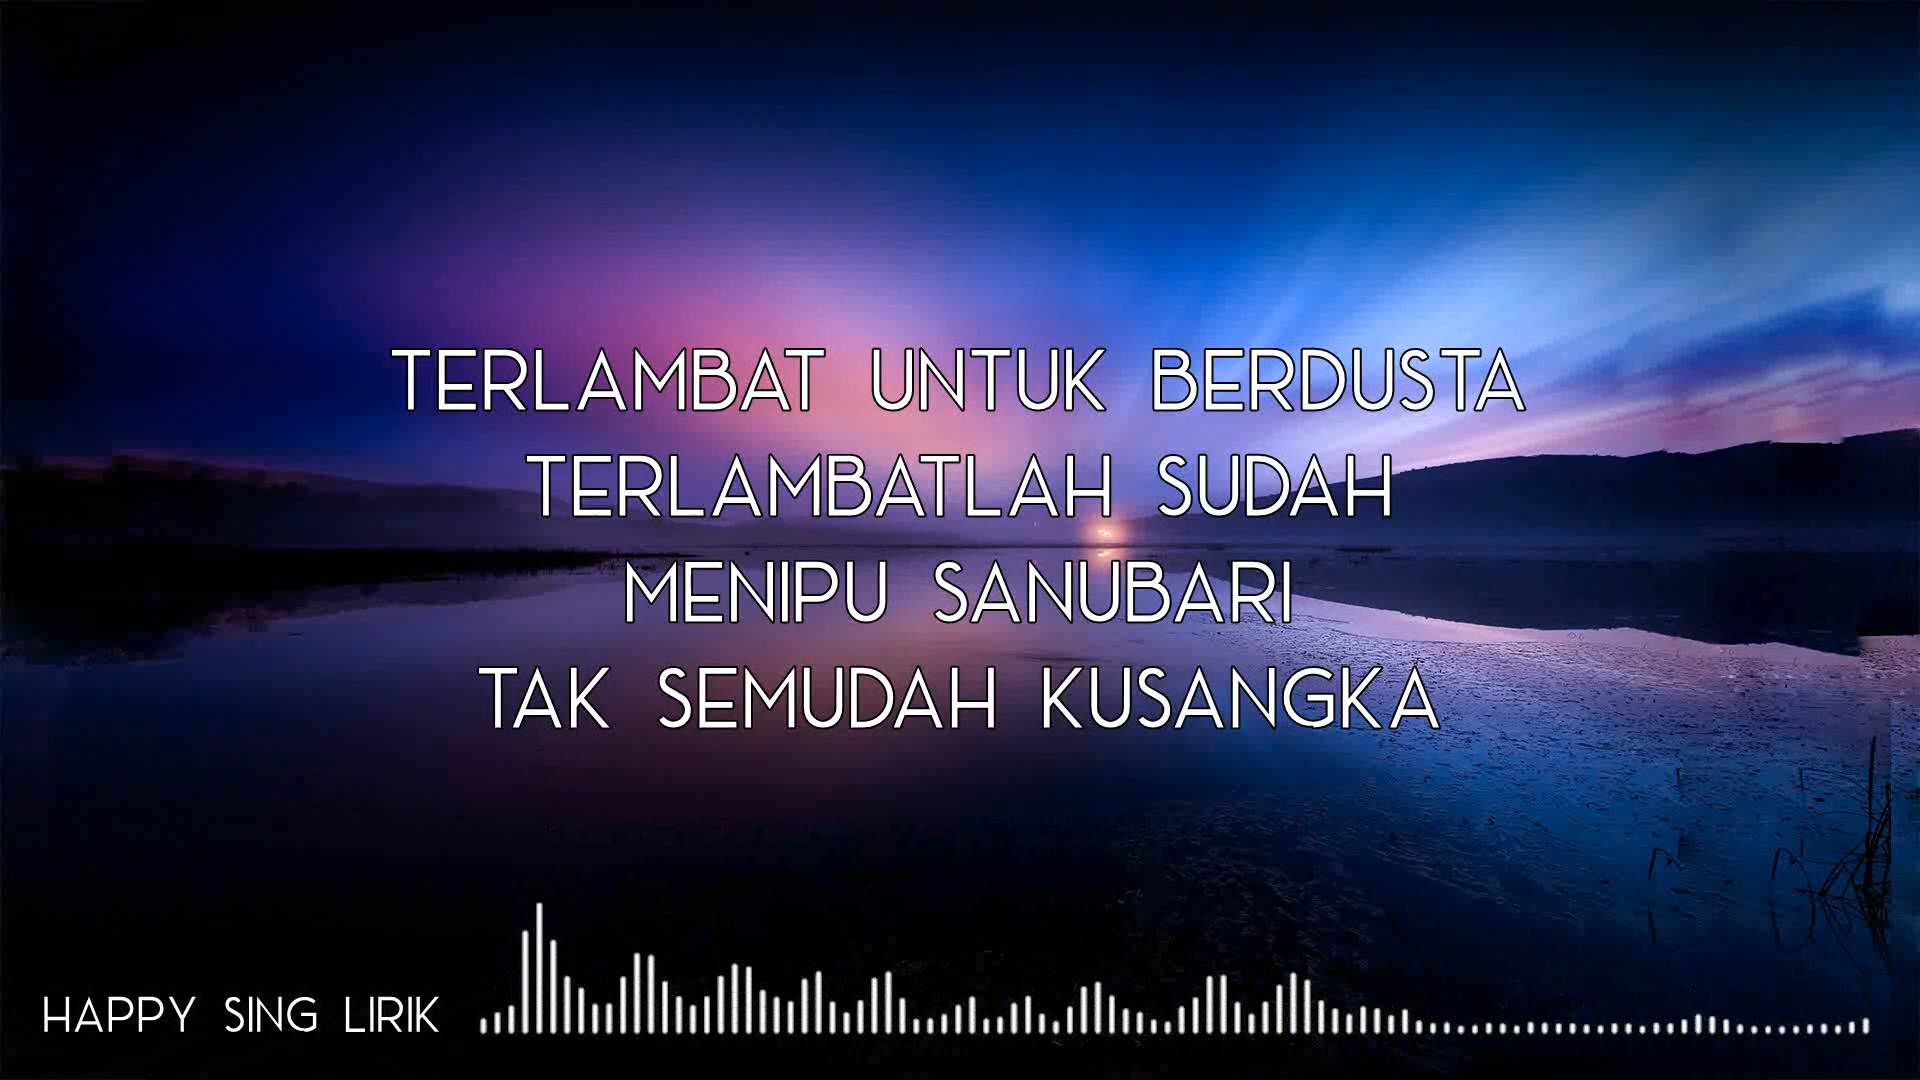 TERLAMBAT UNTUK BERDUSTA
TERLAMBATLAH SUDAH
MENIPU SANUBARI
TAK SEMUDAH KUSANGKA
HAPPY SING LIRIK